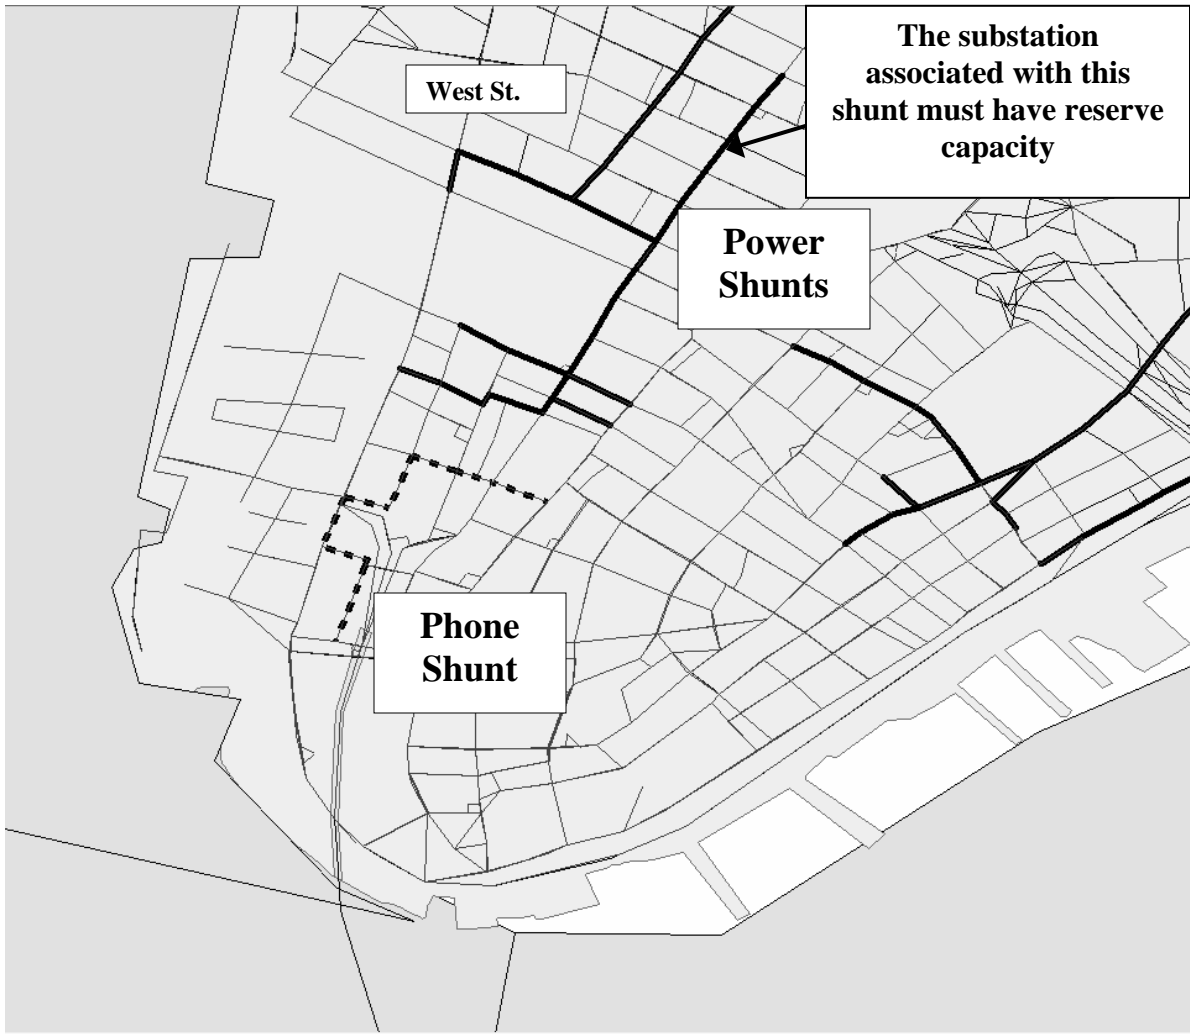 The substation
associated with this
shunt must have reserve
capacity
West St.
Power
Shunts
Phone
Shunt